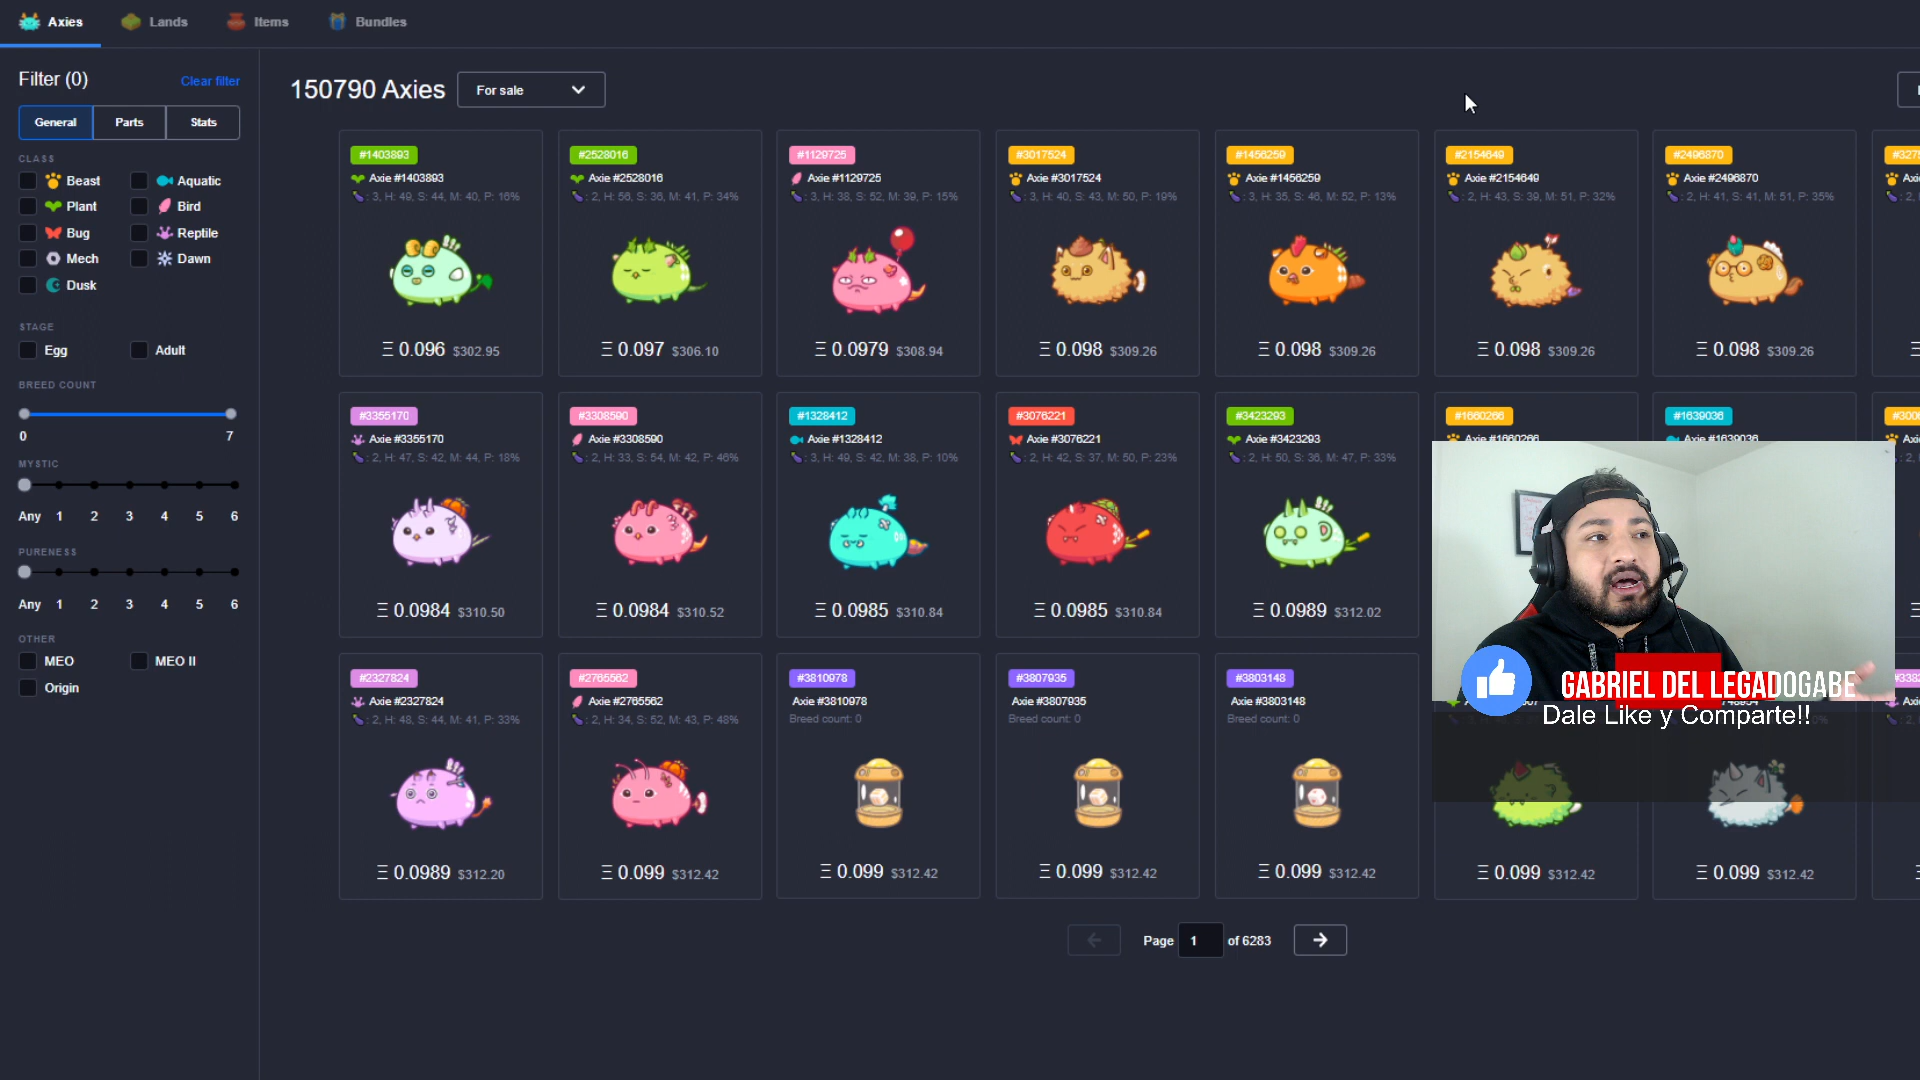 Axies Lands Items Bundles
Filter (0) Clear filter
150790 Axies For sale
General Parts Stats
CLASS
Beast Aquatic
Plant Bird
Bug Reptile
Mech Dawn
Dusk
STAGE
Egg Adult
BREED COUNT
0 7
MYSTIC
Any 1 2 3 4 5 6
PURENESS
Any 1 2 3 4 5 6
OTHER
MEO MEO II
Origin
#1403893 #2528016 #1129725 #3017524 #1456259 #2154649 #2496870
Axie #1403893 Axie #2528016 Axie #1129725 Axie #3017524 Axie #1456259 Axie #2154649 Axie #2496870
: 3, H: 49, S: 44, M: 40, P: 16% : 2, H: 56, S: 36, M: 41, P: 34% : 3, H: 38, S: 52, M: 39, P: 15% : 3, H: 40, S: 43, M: 50, P: 19% : 3, H: 35, S: 46, M: 52, P: 13% : 2, H: 43, S: 39, M: 51, P: 32% : 2, H: 41, S: 41, M: 51, P: 35%
Ξ 0.096 $302.95 Ξ 0.097 $306.10 Ξ 0.0979 $308.94 Ξ 0.098 $309.26 Ξ 0.098 $309.26 Ξ 0.098 $309.26 Ξ 0.098 $309.26
#3355170 #3308590 #1328412 #3076221 #3423293 #1660266 #1639036
Axie #3355170 Axie #3308590 Axie #1328412 Axie #3076221 Axie #3423293 Axie #1660266 Axie #1639036
: 2, H: 47, S: 42, M: 44, P: 18% : 2, H: 33, S: 54, M: 42, P: 46% : 3, H: 49, S: 42, M: 38, P: 10% : 2, H: 42, S: 37, M: 50, P: 23% : 2, H: 50, S: 36, M: 47, P: 33%
Ξ 0.0984 $310.50 Ξ 0.0984 $310.52 Ξ 0.0985 $310.84 Ξ 0.0985 $310.84 Ξ 0.0989 $312.02
#2327824 #2765562 #3810978 #3807935 #3803148
Axie #2327824 Axie #2765562 Axie #3810978 Axie #3807935 Axie #3803148
: 2, H: 48, S: 44, M: 41, P: 33% : 2, H: 34, S: 52, M: 43, P: 48% Breed count: 0 Breed count: 0 Breed count: 0
Ξ 0.0989 $312.20 Ξ 0.099 $312.42 Ξ 0.099 $312.42 Ξ 0.099 $312.42 Ξ 0.099 $312.42 Ξ 0.099 $312.42 Ξ 0.099 $312.42
GABRIEL DEL LEGADOGABE
Dale Like y Comparte!!
Page 1 of 6283